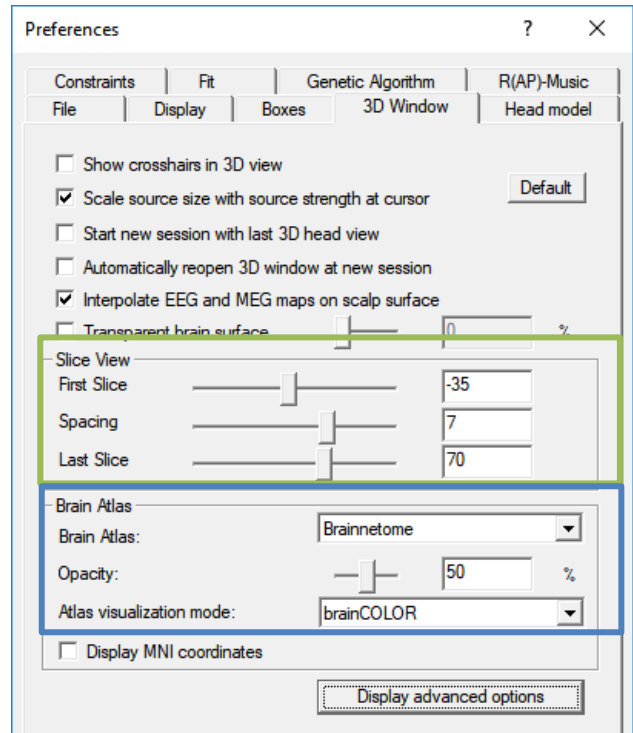 Preferences ?
Constraints Fit Genetic Algorithm R(AP)-Music
File Display Boxes 3D Window Head model
Show crosshairs in 3D view
Default
Scale source size with source strength at cursor
Start new session with last 3D head view
Automatically reopen 3D window at new session
Interpolate EEG and MEG maps on scalp surface
Transparent brain surface 0 %
Slice View
First Slice -35
Spacing 7
Last Slice 70
Brain Atlas
Brain Atlas: Brainnetome
Opacity: 50 %
Atlas visualization mode: brainCOLOR
Display MNI coordinates
Display advanced options